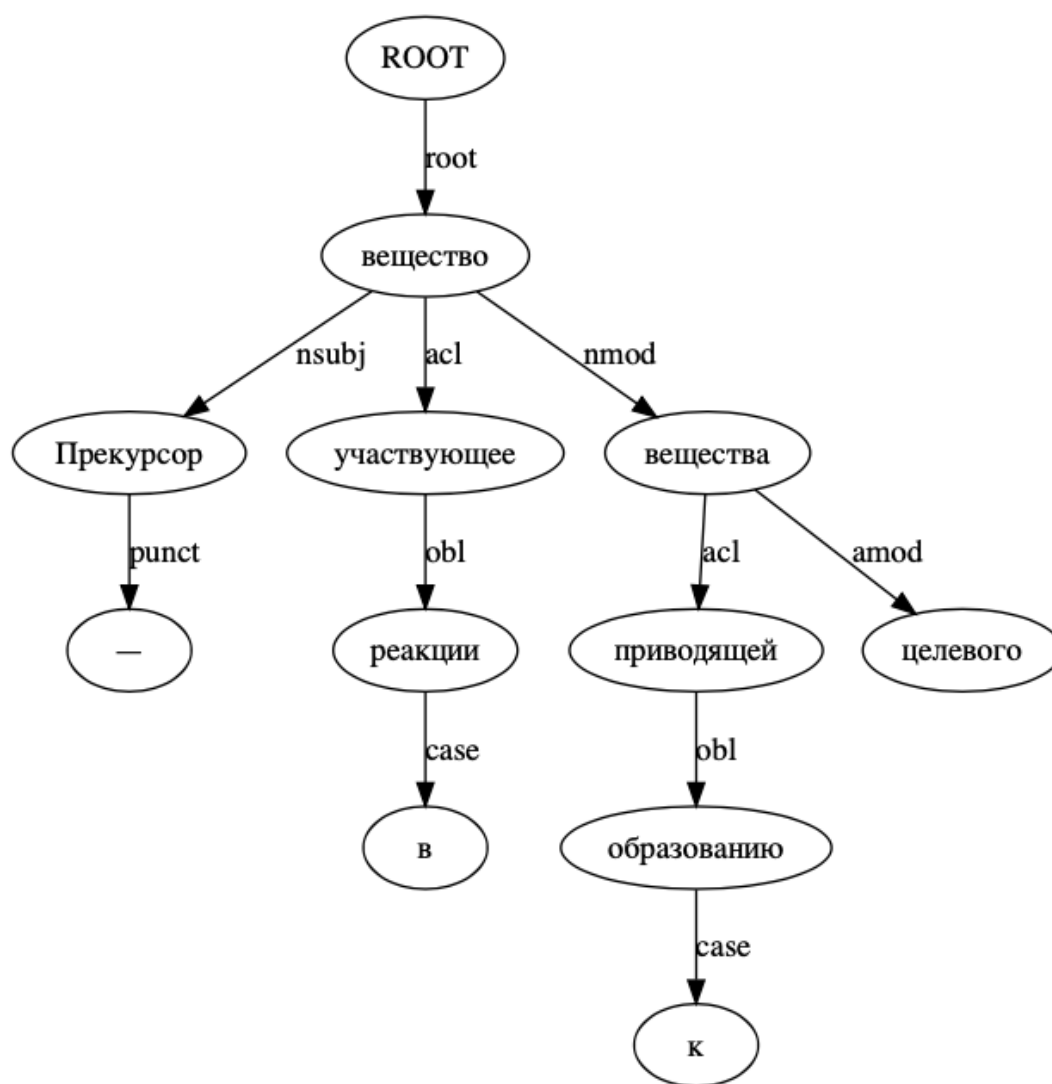 ROOT
root
вещество
nsubj acl nmod
Прекурсор участвующее вещества
punct obl acl amod
— реакции приводящей целевого
case obl
в образованию
case
к